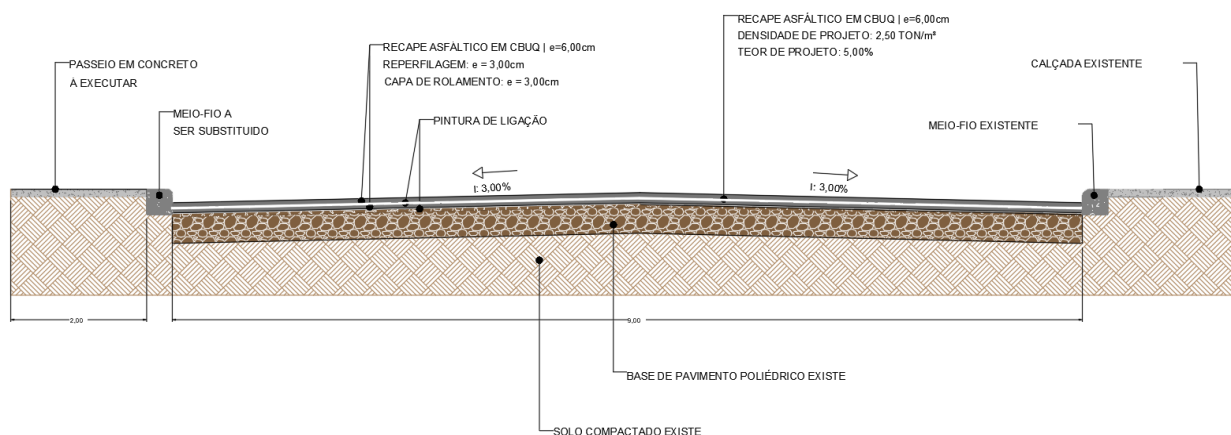 RECAPE ASFÁLTICO EM CBUQ | e=6,00cm
DENSIDADE DE PROJETO: 2,50 TON/m³
TEOR DE PROJETO: 5,00%
RECAPE ASFÁLTICO EM CBUQ | e=6,00cm
REPERFILAGEM: e = 3,00cm
CAPA DE ROLAMENTO: e = 3,00cm
PASSEIO EM CONCRETO
À EXECUTAR
CALÇADA EXISTENTE
MEIO-FIO A
SER SUBSTITUIDO
PINTURA DE LIGAÇÃO
MEIO-FIO EXISTENTE
I: 3,00%
I: 3,00%
2,00
9,00
BASE DE PAVIMENTO POLIÉDRICO EXISTE
SOLO COMPACTADO EXISTE